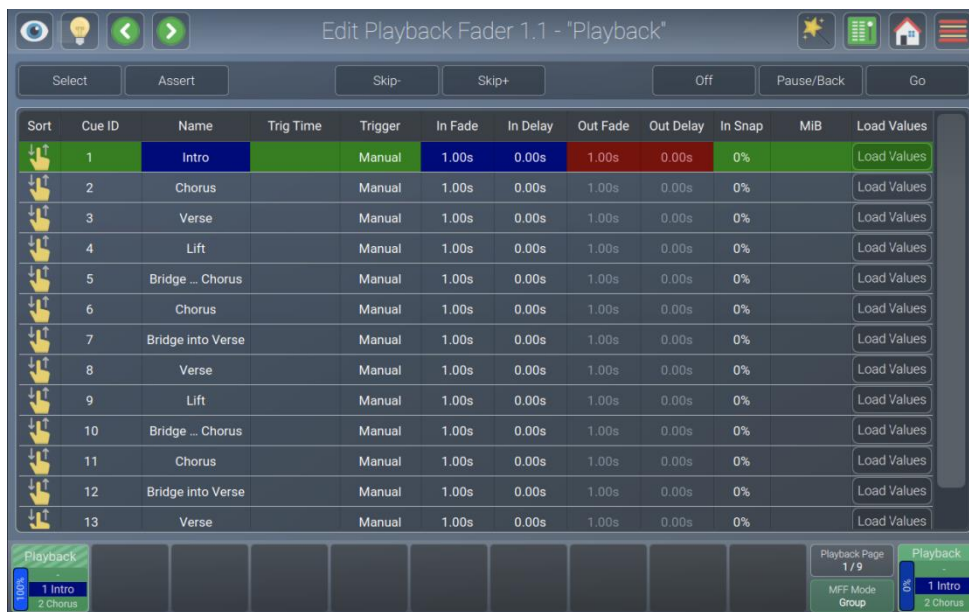 Edit Playback Fader 1.1 - "Playback"
Select Assert Skip- Skip+ Off Pause/Back Go
Sort Cue ID Name Trig Time Trigger In Fade In Delay Out Fade Out Delay In Snap MiB Load Values
1 Intro Manual 1.00s 0.00s 1.00s 0.00s 0% Load Values
2 Chorus Manual 1.00s 0.00s 1.00s 0.00s 0% Load Values
3 Verse Manual 1.00s 0.00s 1.00s 0.00s 0% Load Values
4 Lift Manual 1.00s 0.00s 1.00s 0.00s 0% Load Values
5 Bridge ... Chorus Manual 1.00s 0.00s 1.00s 0.00s 0% Load Values
6 Chorus Manual 1.00s 0.00s 1.00s 0.00s 0% Load Values
7 Bridge into Verse Manual 1.00s 0.00s 1.00s 0.00s 0% Load Values
8 Verse Manual 1.00s 0.00s 1.00s 0.00s 0% Load Values
9 Lift Manual 1.00s 0.00s 1.00s 0.00s 0% Load Values
10 Bridge ... Chorus Manual 1.00s 0.00s 1.00s 0.00s 0% Load Values
11 Chorus Manual 1.00s 0.00s 1.00s 0.00s 0% Load Values
12 Bridge into Verse Manual 1.00s 0.00s 1.00s 0.00s 0% Load Values
13 Verse Manual 1.00s 0.00s 1.00s 0.00s 0% Load Values
Playback
-
100%
1 Intro
2 Chorus
Playback Page
1/9
MFF Mode
Group
Playback
-
0%
1 Intro
2 Chorus